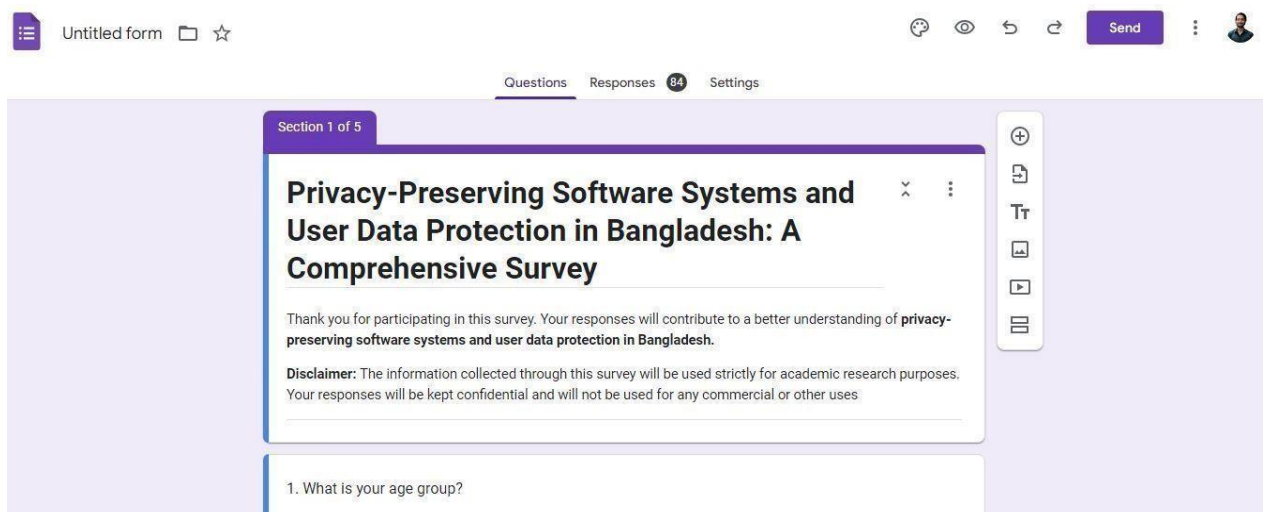 Untitled form
Send
Questions Responses 84 Settings
Section 1 of 5
Privacy-Preserving Software Systems and
User Data Protection in Bangladesh: A
Comprehensive Survey
Thank you for participating in this survey. Your responses will contribute to a better understanding of privacy-
preserving software systems and user data protection in Bangladesh.
Disclaimer: The information collected through this survey will be used strictly for academic research purposes.
Your responses will be kept confidential and will not be used for any commercial or other uses
1. What is your age group?
Tт